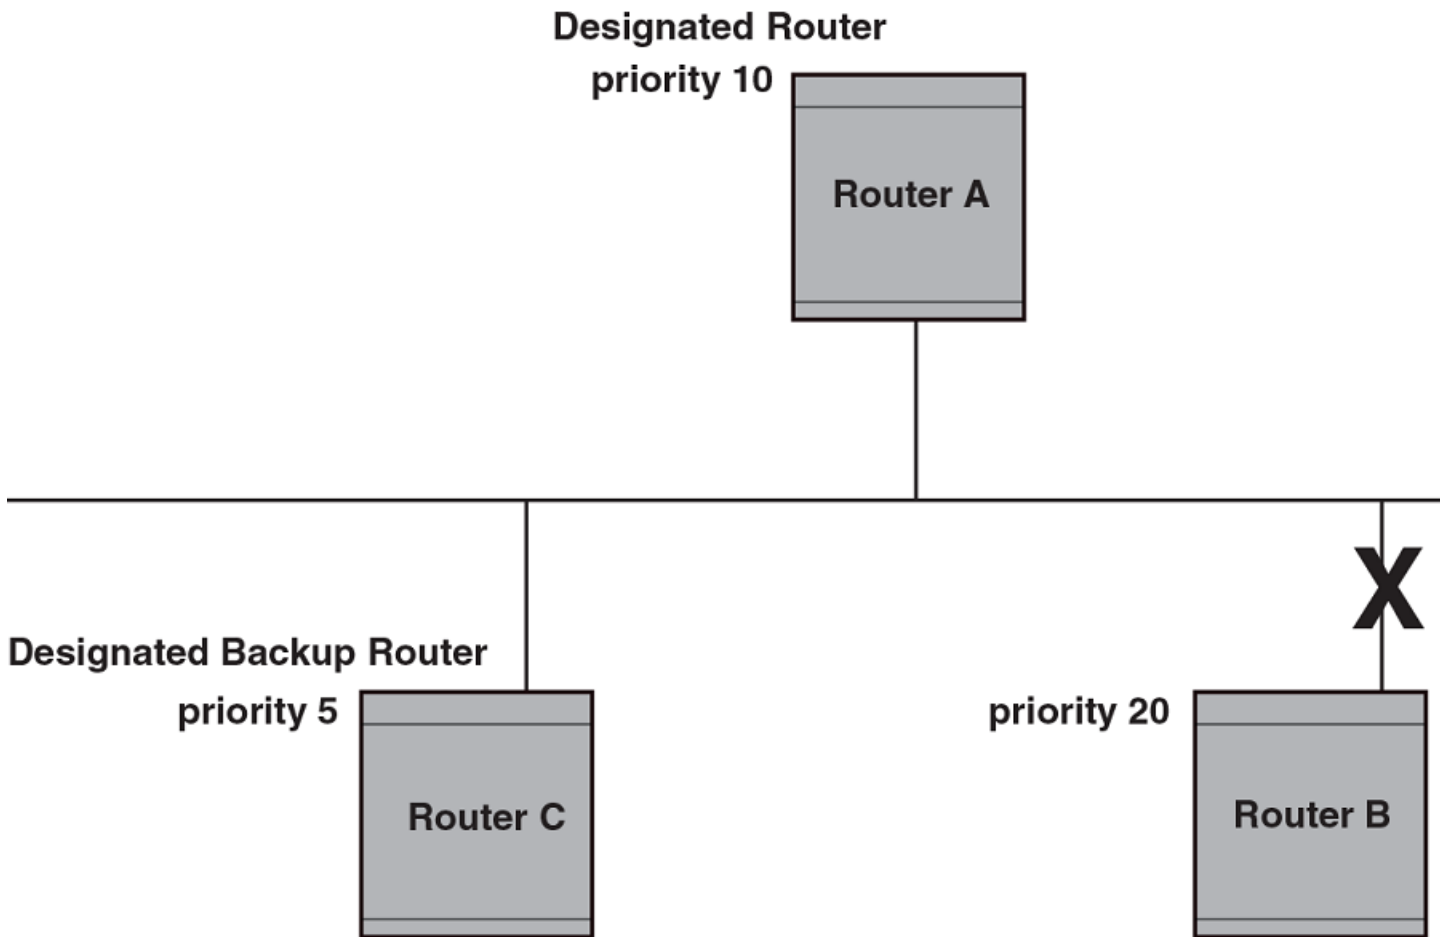 Designated Router
priority 10
Router A
X
Designated Backup Router
priority 5
priority 20
Router C
Router B